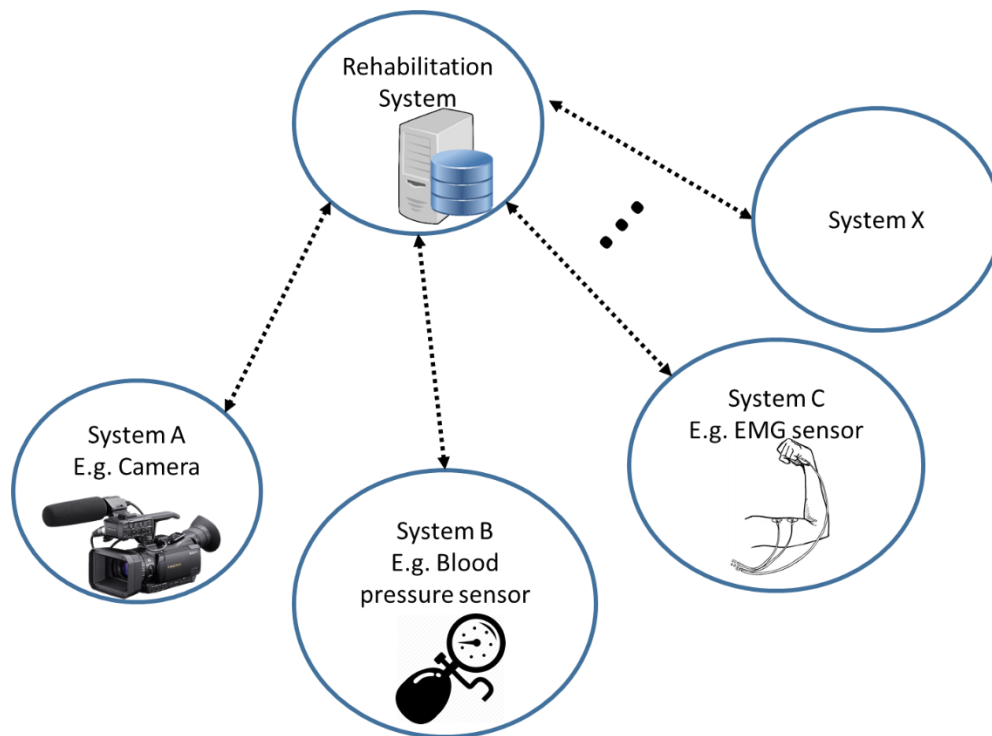 Rehabilitation
System
System X
System C
E.g. EMG sensor
System A
E.g. Camera
System B
E.g. Blood
pressure sensor